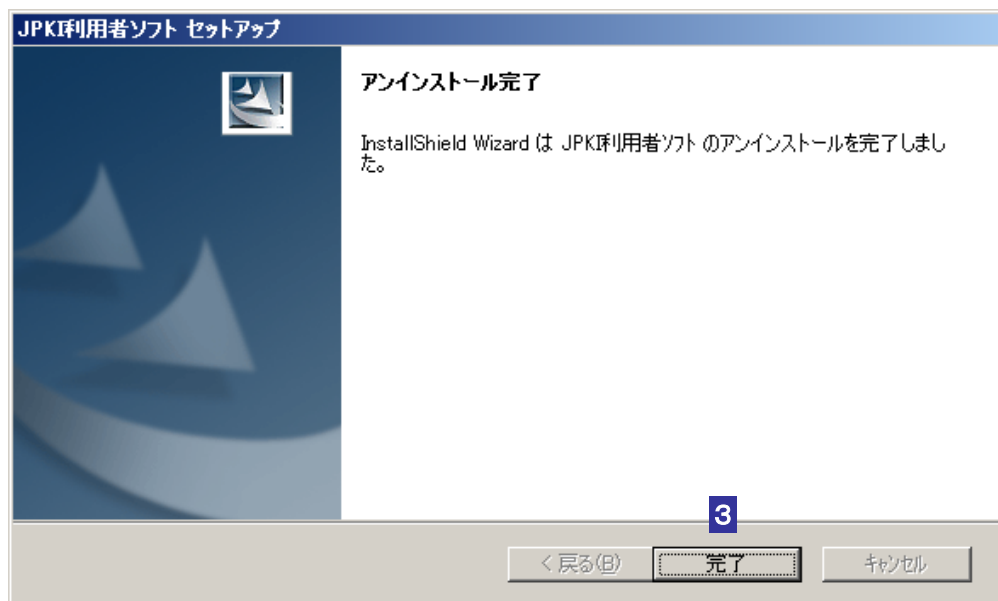 JPKI利用者ソフト セットアップ
アンインストール完了
InstallShield Wizard は JPKI利用者ソフト のアンインストールを完了しまし
た。
3
< 戻る(B)
完了
キャンセル